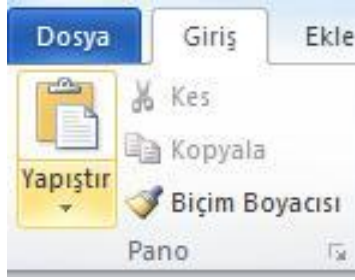 Dosya Giriş Ekle
Kes
Kopyala
Yapıştır
Biçim Boyacısı
Pano